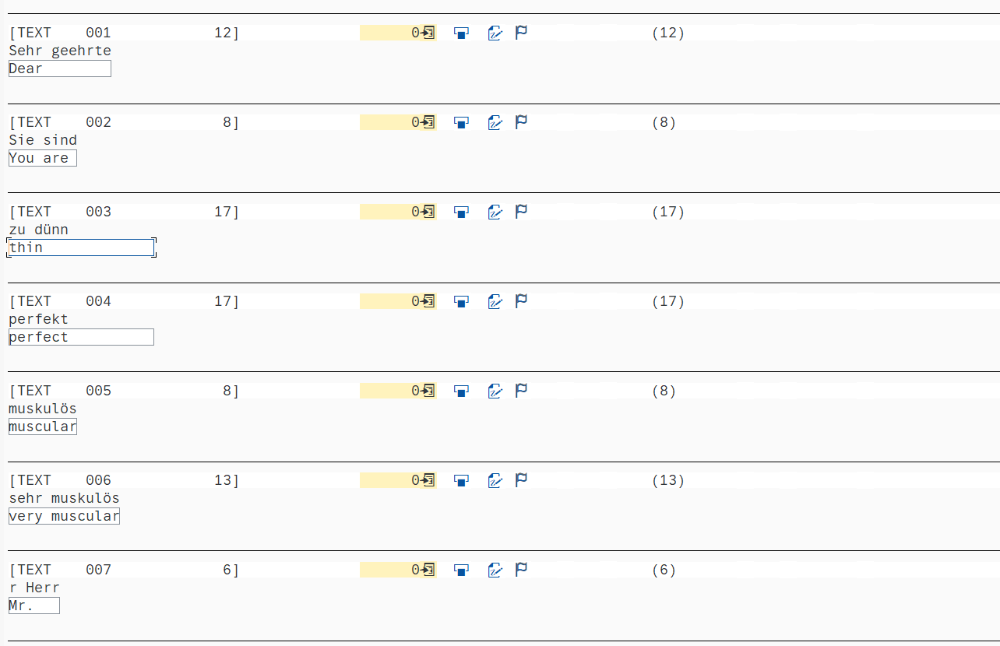 [TEXT 001 12] 0 (12)
Sehr geehrte
Dear
[TEXT 002 8] 0 (8)
Sie sind
You are
[TEXT 003 17] 0 (17)
zu dünn
thin
[TEXT 004 17] 0 (17)
perfekt
perfect
[TEXT 005 8] 0 (8)
muskulös
muscular
[TEXT 006 13] 0 (13)
sehr muskulös
very muscular
[TEXT 007 6] 0 (6)
r Herr
Mr.